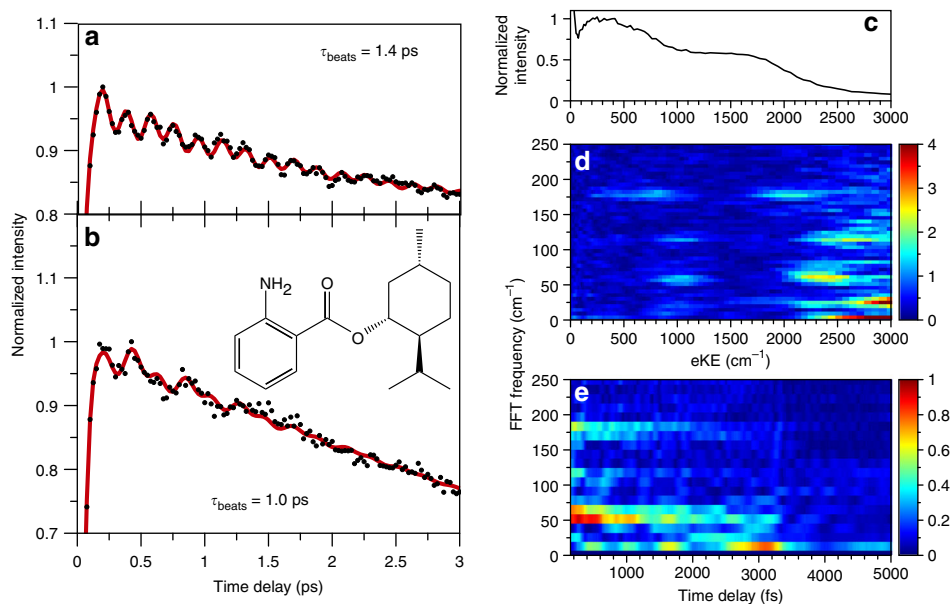 a
τbeats = 1.4 ps
1.1
1
0.9
0.8
b
NH2
O
O
1.1
1
0.9
0.8
0.7
τbeats = 1.0 ps
0 0.5 1 1.5 2 2.5 3
Time delay (ps)
Normalized intensity
c
Normalized intensity
1
0.5
0
0 500 1000 1500 2000 2500 3000
d
250
200
150
100
50
0
0 500 1000 1500 2000 2500 3000
eKE (cm−1)
4
3
2
1
0
FFT frequency (cm−1)
e
250
200
150
100
50
0
1000 2000 3000 4000 5000
Time delay (fs)
1
0.8
0.6
0.4
0.2
0